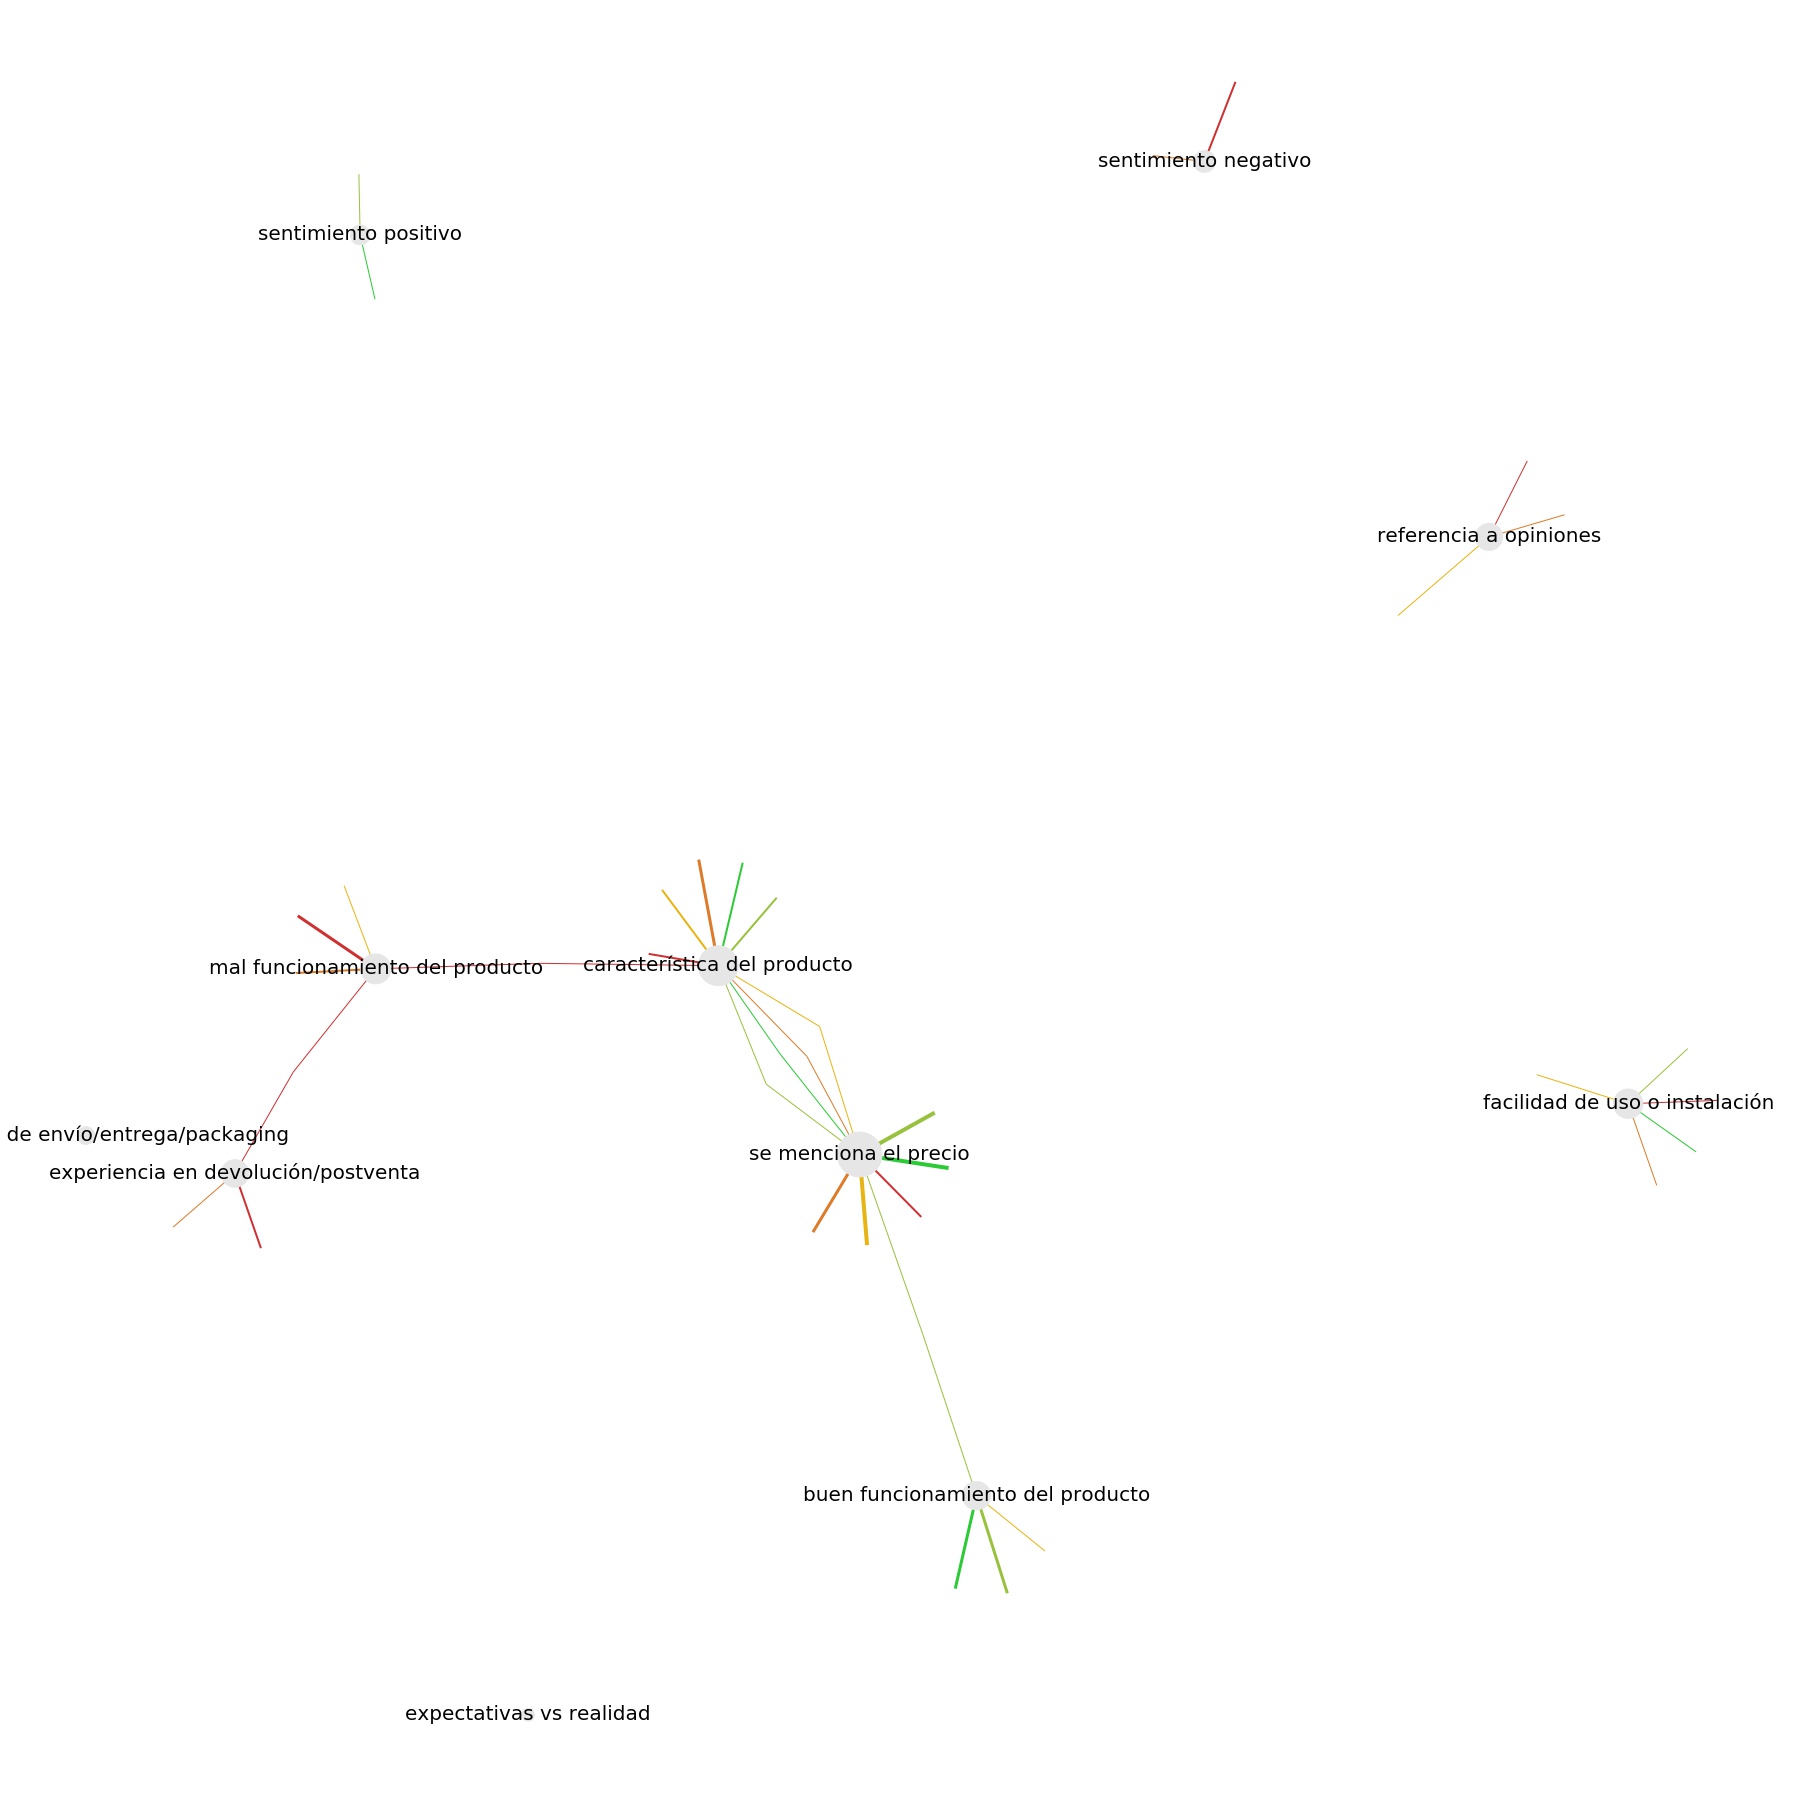 sentimiento negativo
sentimiento positivo
referencia a opiniones
mal funcionamiento del producto
característica del producto
facilidad de uso o instalación
de envío/entrega/packaging
se menciona el precio
experiencia en devolución/postventa
buen funcionamiento del producto
expectativas vs realidad